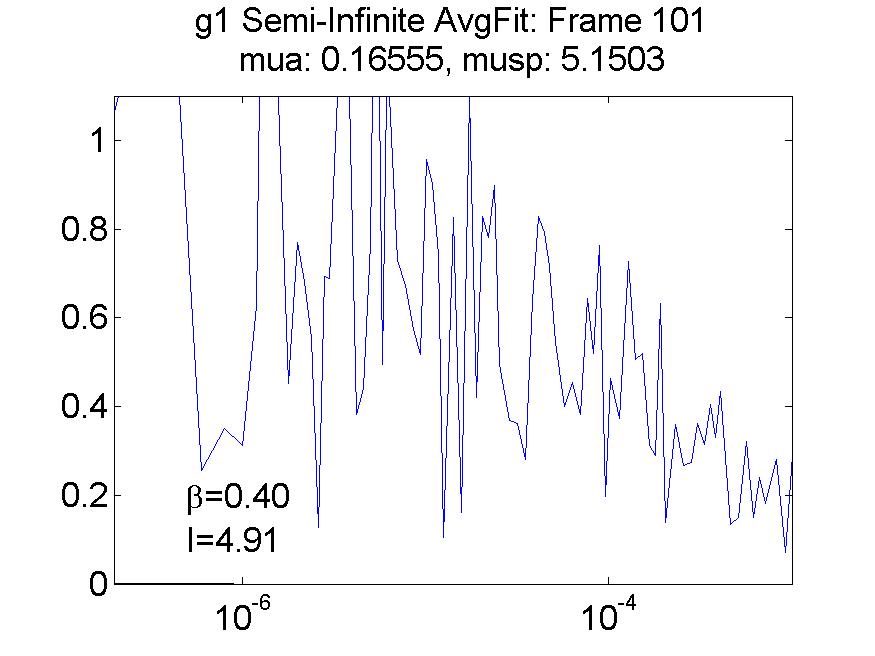 g1 Semi-Infinite AvgFit: Frame 101
mua: 0.16555, musp: 5.1503
1
0.8
0.6
0.4
0.2
β=0.40
I=4.91
0
10^-6
10^-4